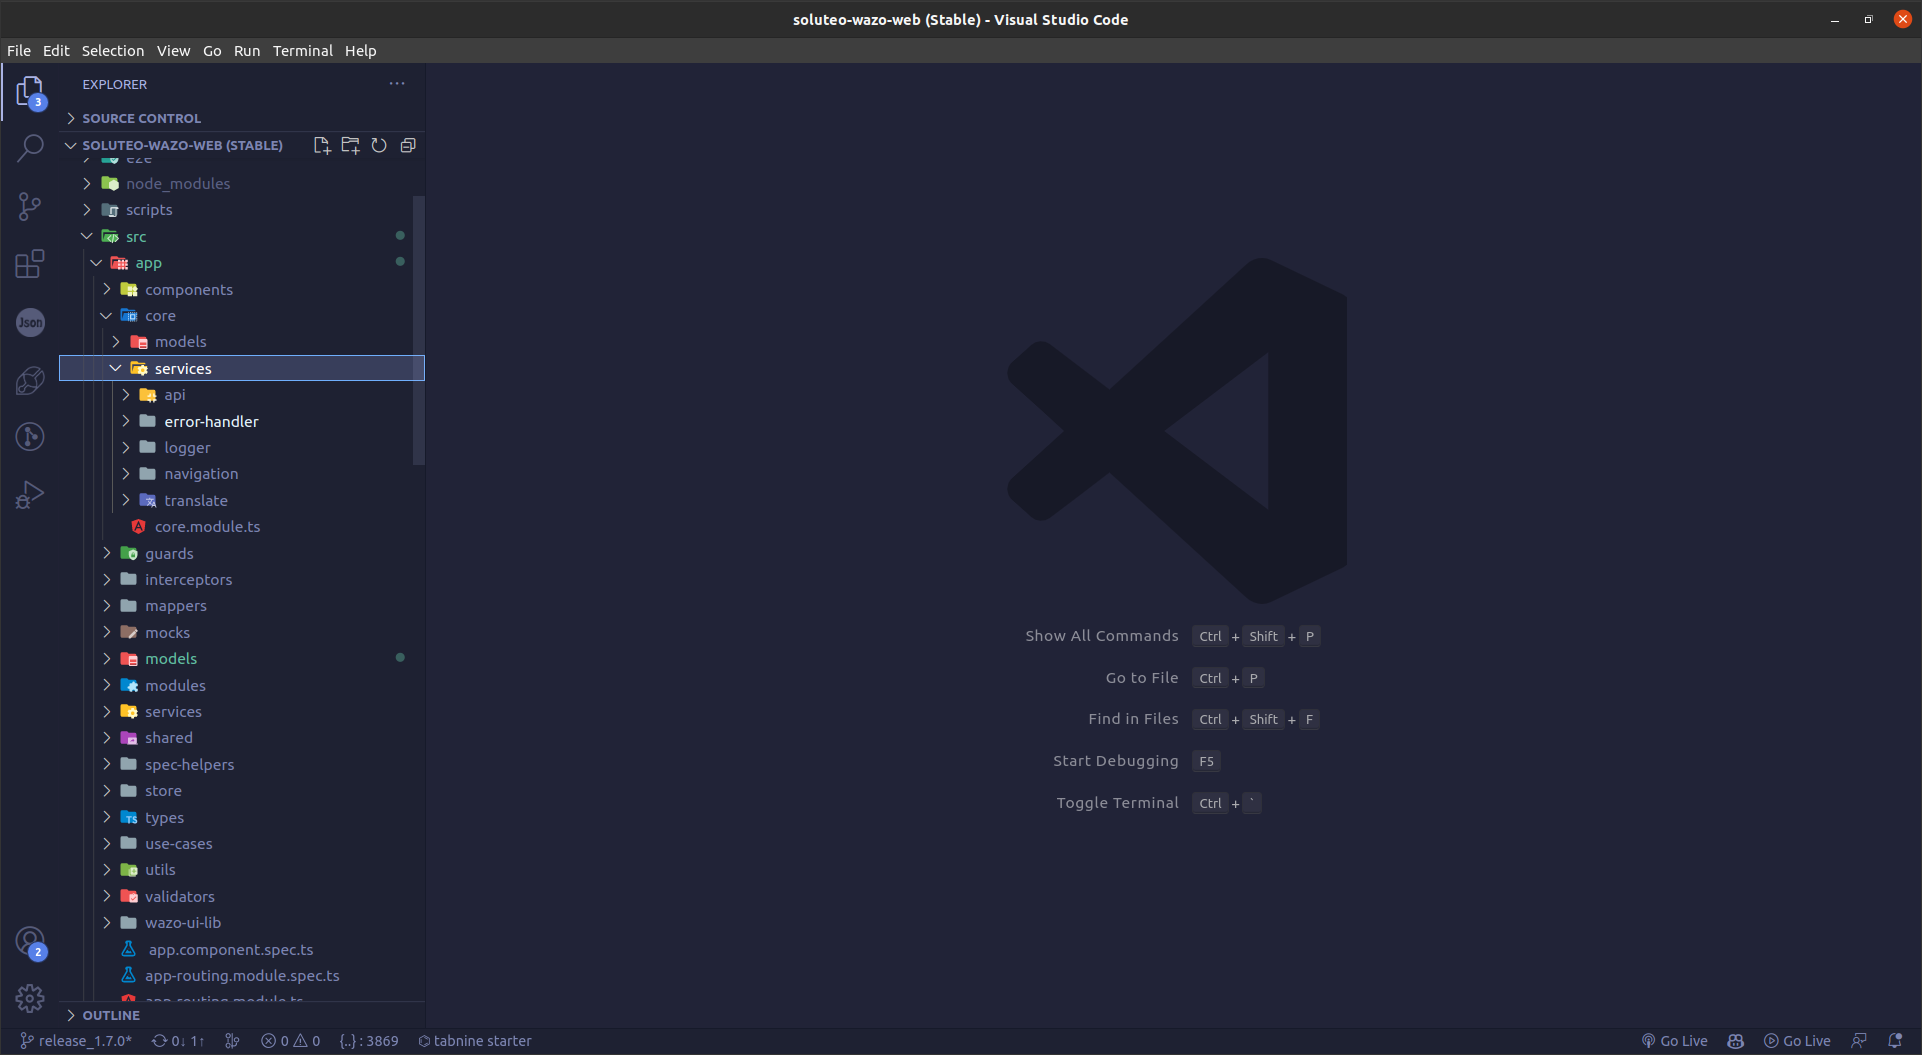 soluteo-wazo-web (Stable) - Visual Studio Code
File Edit Selection View Go Run Terminal Help
EXPLORER
3
SOURCE CONTROL
SOLUTEO-WAZO-WEB (STABLE)
e2e
node_modules
scripts
src
app
components
core
Json
models
services
api
error-handler
logger
navigation
translate
core.module.ts
guards
interceptors
mappers
mocks
models
modules
services
shared
spec-helpers
store
types
use-cases
utils
validators
wazo-ui-lib
app.component.spec.ts
2
app-routing.module.spec.ts
app-routing.module.ts
OUTLINE
Show All Commands Ctrl + Shift + P
Go to File Ctrl + P
Find in Files Ctrl + Shift + F
Start Debugging F5
Toggle Terminal Ctrl + `
release_1.7.0* 0↓ 1↑ 0 0 {..} : 3869 tabnine starter Go Live Go Live